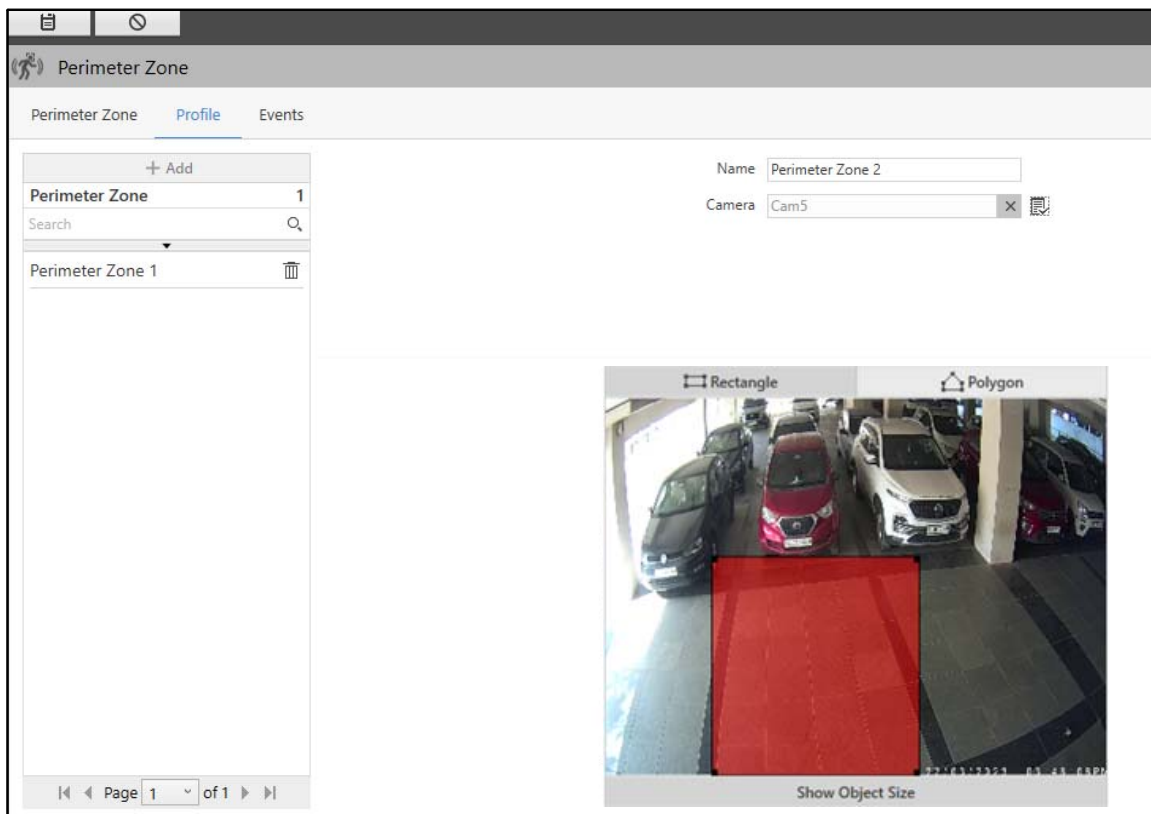 Perimeter Zone
Perimeter Zone Profile Events
+ Add
Perimeter Zone 1
Search
Perimeter Zone 1
Page 1 of 1
Name Perimeter Zone 2
Camera Cam5
Rectangle Polygon
Show Object Size